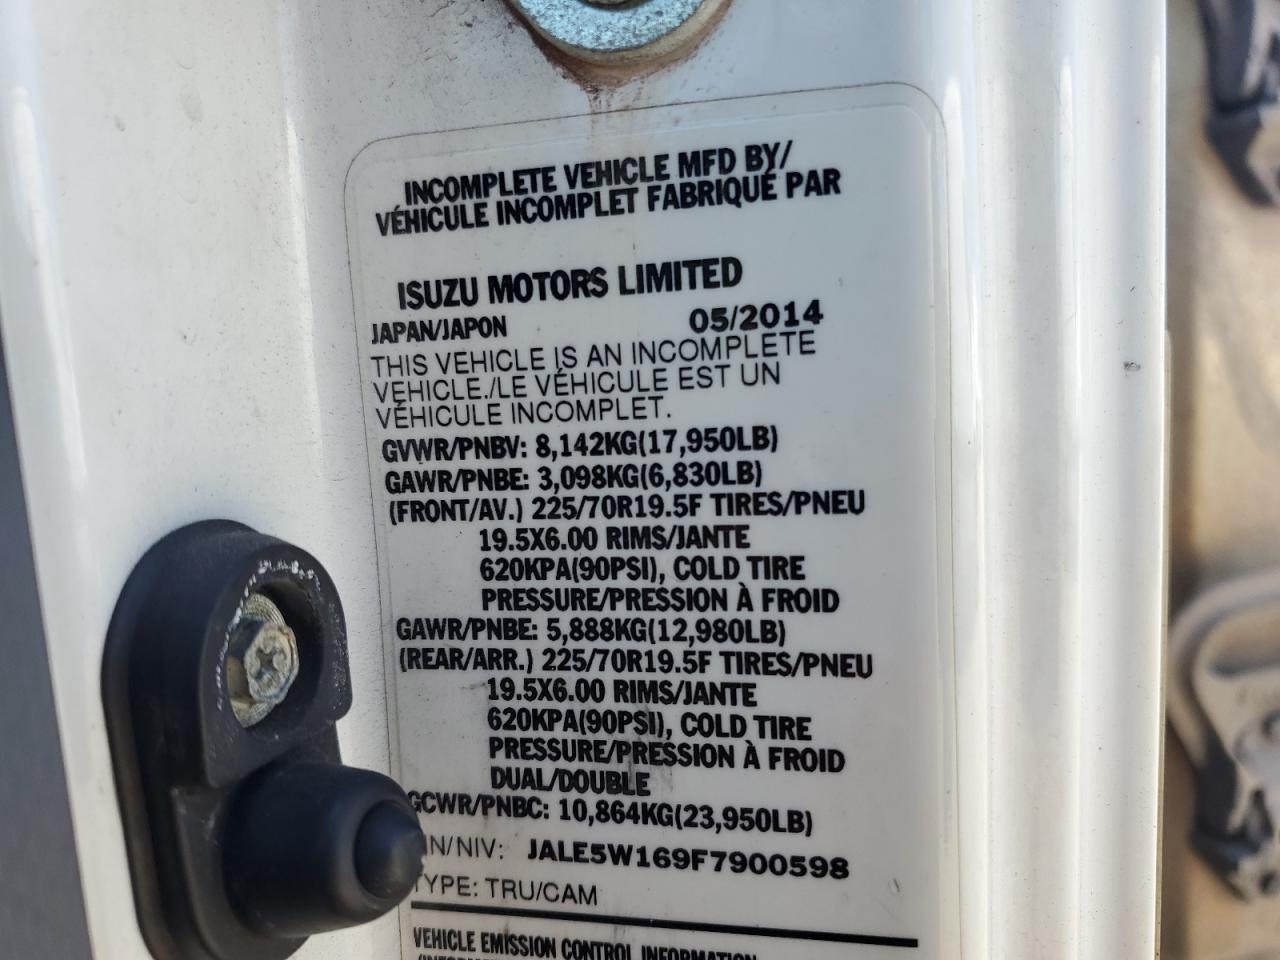 INCOMPLETE VEHICLE MFD BY/
VÉHICULE INCOMPLET FABRIQUÉ PAR
ISUZU MOTORS LIMITED
JAPAN/JAPON 05/2014
THIS VEHICLE IS AN INCOMPLETE
VEHICLE./LE VÉHICULE EST UN
VÉHICULE INCOMPLET.
GVWR/PNBV: 8,142KG(17,950LB)
GAWR/PNBE: 3,098KG(6,830LB)
(FRONT/AV.) 225/70R19.5F TIRES/PNEU
19.5X6.00 RIMS/JANTE
620KPA(90PSI), COLD TIRE
PRESSURE/PRESSION À FROID
GAWR/PNBE: 5,888KG(12,980LB)
(REAR/ARR.) 225/70R19.5F TIRES/PNEU
19.5X6.00 RIMS/JANTE
620KPA(90PSI), COLD TIRE
PRESSURE/PRESSION À FROID
DUAL/DOUBLE
GCWR/PNBC: 10,864KG(23,950LB)
IN/NIV: JALE5W169F7900598
TYPE: TRU/CAM
VEHICLE EMISSION CONTROL INFORMATION